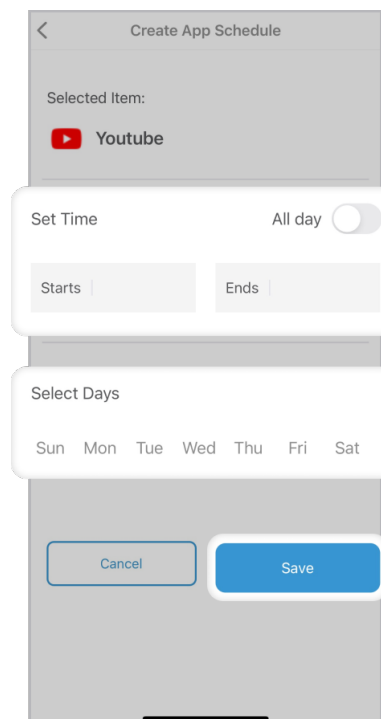 Create App Schedule
Selected Item:
Youtube
Set Time All day
Starts Ends
Select Days
Sun Mon Tue Wed Thu Fri Sat
Cancel Save